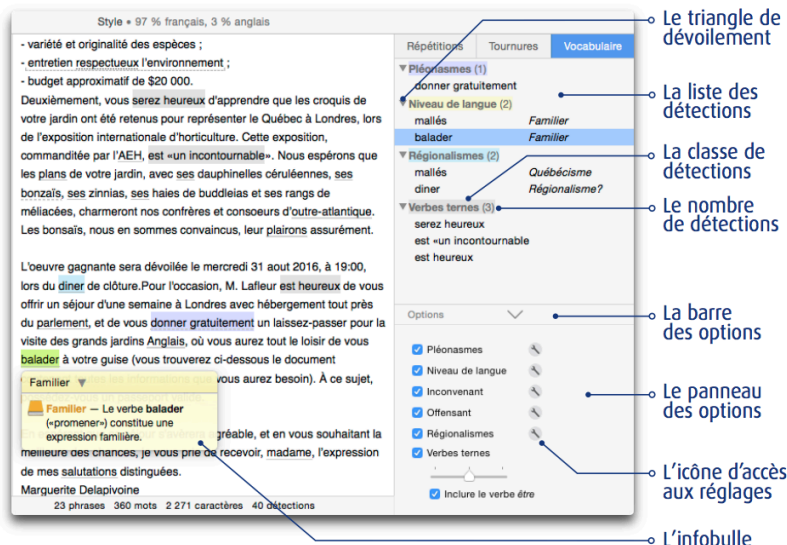 Style • 97 % français, 3 % anglais
- variété et originalité des espèces ;
- entretien respectueux l'environnement ;
- budget approximatif de $20 000.
Deuxièmement, vous serez heureux d'apprendre que les croquis de
votre jardin ont été retenus pour représenter le Québec à Londres, lors
de l'exposition internationale d'horticulture. Cette exposition,
commanditée par l'AEH, est «un incontournable». Nous espérons que
les plans de votre jardin, avec ses dauphinelles céruléennes, ses
bonzaïs, ses zinnias, ses haies de buddleias et ses rangs de
méliacées, charmeront nos confrères et consoeurs d'outre-atlantique.
Les bonsaïs, nous en sommes convaincus, leur plairons assurément.
L'oeuvre gagnante sera dévoilée le mercredi 31 aout 2016, à 19:00,
lors du diner de clôture.Pour l'occasion, M. Lafleur est heureux de vous
offrir un séjour d'une semaine à Londres avec hébergement tout près
du parlement, et de vous donner gratuitement un laissez-passer pour la
visite des grands jardins Anglais, où vous aurez tout le loisir de vous
balader à votre guise (vous trouverez ci-dessous le document
vous aurez besoin). À ce sujet,
Familier
Familier — Le verbe balader
(«promener») constitue une
expression familière.
agréable, et en vous souhaitant la
meilleure des chances, je vous prie de recevoir, madame, l'expression
de mes salutations distinguées.
Marguerite Delapivoine
23 phrases 360 mots 2 271 caractères 40 détections
Répétitions Tournures Vocabulaire
Pléonasmes (1)
donner gratuitement
Niveau de langue (2)
mallés Familier
balader Familier
Régionalismes (2)
mallés Québécisme
diner Régionalisme?
Verbes ternes (3)
serez heureux
est «un incontournable
est heureux
Options
Pléonasmes
Niveau de langue
Inconvenant
Offensant
Régionalismes
Verbes ternes
Inclure le verbe être
Le triangle de
dévoilement
La liste des
détections
La classe de
détections
Le nombre
de détections
La barre
des options
Le panneau
des options
L'icône d'accès
aux réglages
L'infobulle